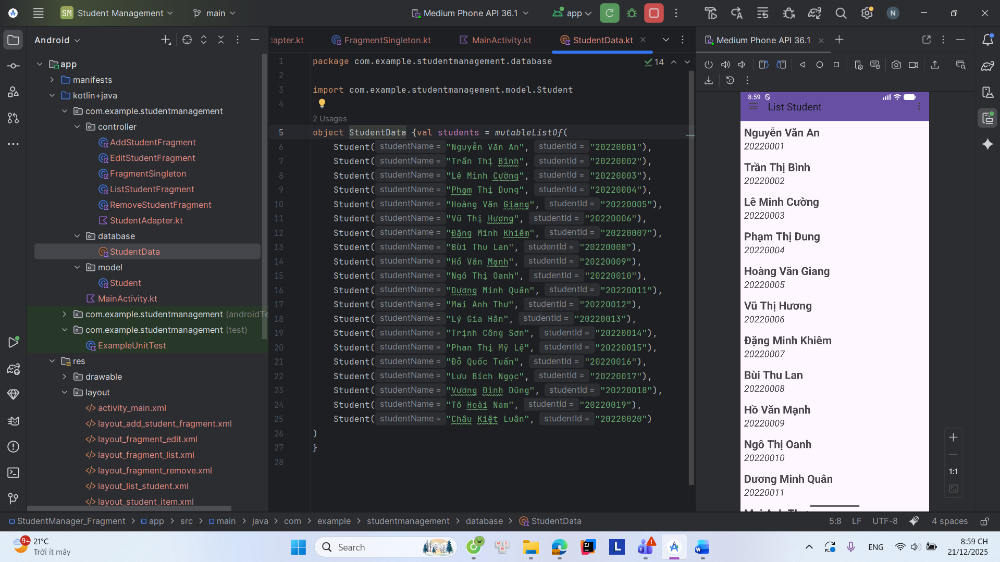 SM Student Management main Medium Phone API 36.1 app N
Android
app
manifests
kotlin+java
com.example.studentmanagement
controller
AddStudentFragment
EditStudentFragment
FragmentSingleton
ListStudentFragment
RemoveStudentFragment
StudentAdapter.kt
database
StudentData
model
Student
MainActivity.kt
com.example.studentmanagement (androidTe
com.example.studentmanagement (test)
ExampleUnitTest
res
drawable
layout
activity_main.xml
layout_add_student_fragment.xml
layout_fragment_edit.xml
layout_fragment_list.xml
layout_fragment_remove.xml
layout_list_student.xml
layout_student_item.xml
dapter.kt FragmentSingleton.kt MainActivity.kt StudentData.kt
14
1 package com.example.studentmanagement.database
2
3 import com.example.studentmanagement.model.Student
4
2 Usages
5 object StudentData {val students = mutableListOf(
6 Student( studentName = "Nguyễn Văn An", studentId = "20220001"),
7 Student( studentName = "Trần Thị Bình", studentId = "20220002"),
8 Student( studentName = "Lê Minh Cường", studentId = "20220003"),
9 Student( studentName = "Phạm Thị Dung", studentId = "20220004"),
10 Student( studentName = "Hoàng Văn Giang", studentId = "20220005"),
11 Student( studentName = "Vũ Thị Hương", studentId = "20220006"),
12 Student( studentName = "Đặng Minh Khiêm", studentId = "20220007"),
13 Student( studentName = "Bùi Thu Lan", studentId = "20220008"),
14 Student( studentName = "Hồ Văn Mạnh", studentId = "20220009"),
15 Student( studentName = "Ngô Thị Oanh", studentId = "20220010"),
16 Student( studentName = "Dương Minh Quân", studentId = "20220011"),
17 Student( studentName = "Mai Anh Thư", studentId = "20220012"),
18 Student( studentName = "Lý Gia Hân", studentId = "20220013"),
19 Student( studentName = "Trịnh Công Sơn", studentId = "20220014"),
20 Student( studentName = "Phan Thị Mỹ Lệ", studentId = "20220015"),
21 Student( studentName = "Đỗ Quốc Tuấn", studentId = "20220016"),
22 Student( studentName = "Lưu Bích Ngọc", studentId = "20220017"),
23 Student( studentName = "Vương Đình Dũng", studentId = "20220018"),
24 Student( studentName = "Tô Hoài Nam", studentId = "20220019"),
25 Student( studentName = "Châu Kiệt Luân", studentId = "20220020")
26 )
27 }
28
Medium Phone API 36.1
8:59
List Student
Nguyễn Văn An
20220001
Trần Thị Bình
20220002
Lê Minh Cường
20220003
Phạm Thị Dung
20220004
Hoàng Văn Giang
20220005
Vũ Thị Hương
20220006
Đặng Minh Khiêm
20220007
Bùi Thu Lan
20220008
Hồ Văn Mạnh
20220009
Ngô Thị Oanh
20220010
Dương Minh Quân
20220011
Mai Anh Thư
1:1
StudentManager_Fragment > app > src > main > java > com > example > studentmanagement > database > StudentData
5:8 LF UTF-8 4 spaces
9+ 21°C
Trời ít mây
Search
ENG
8:59 CH
21/12/2025